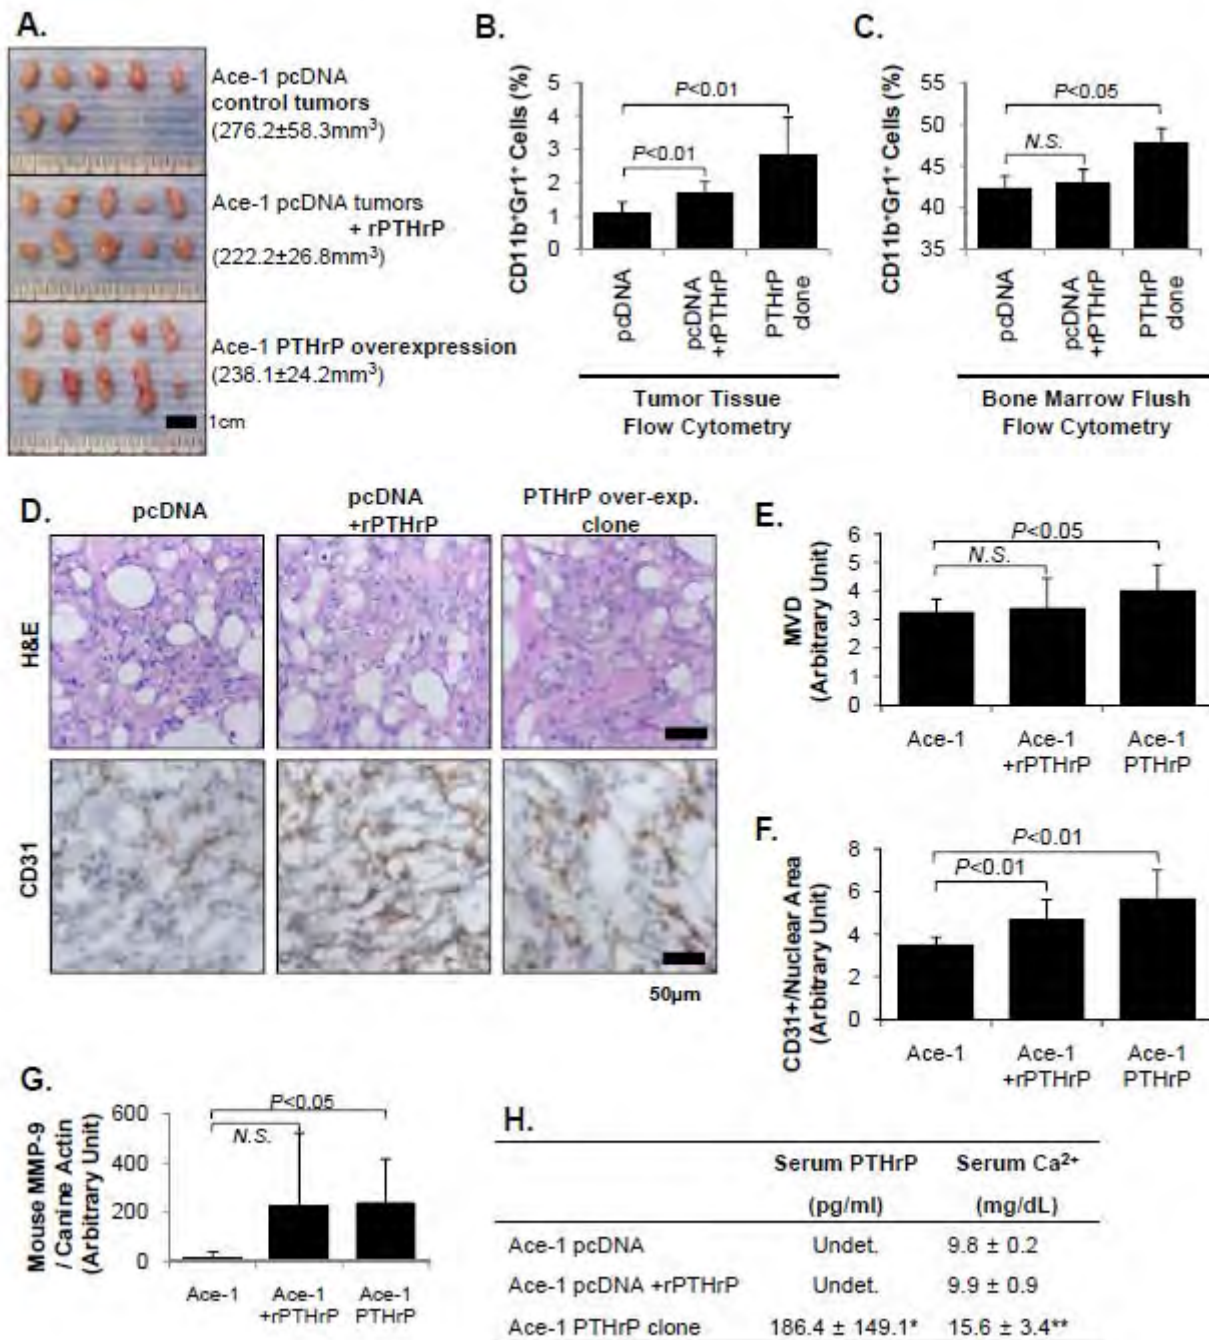 A.
Ace-1 pcDNA
control tumors
(276.2±58.3mm³)
Ace-1 pcDNA tumors
+ rPTHrP
(222.2±26.8mm³)
Ace-1 PTHrP overexpression
(238.1±24.2mm³)
1cm
B.
CD11b⁺Gr1⁺ Cells (%)
5
4
3
2
1
0
P<0.01
P<0.01
pcDNA
pcDNA
+rPTHrP
PTHrP
clone
Tumor Tissue
Flow Cytometry
C.
CD11b⁺Gr1⁺ Cells (%)
55
50
45
40
35
P<0.05
N.S.
pcDNA
pcDNA
+rPTHrP
PTHrP
clone
Bone Marrow Flush
Flow Cytometry
D.
pcDNA
pcDNA
+rPTHrP
PTHrP over-exp.
clone
H&E
CD31
50µm
E.
MVD
(Arbitrary Unit)
6
5
4
3
2
1
0
P<0.05
N.S.
Ace-1
Ace-1
+rPTHrP
Ace-1
PTHrP
F.
CD31+/Nuclear Area
(Arbitrary Unit)
8
6
4
2
0
P<0.01
P<0.01
Ace-1
Ace-1
+rPTHrP
Ace-1
PTHrP
G.
Mouse MMP-9
/ Canine Actin
(Arbitrary Unit)
600
400
200
0
P<0.05
N.S.
Ace-1
Ace-1
+rPTHrP
Ace-1
PTHrP
H.
Serum PTHrP Serum Ca²⁺
(pg/ml) (mg/dL)
Ace-1 pcDNA Undet. 9.8 ± 0.2
Ace-1 pcDNA +rPTHrP Undet. 9.9 ± 0.9
Ace-1 PTHrP clone 186.4 ± 149.1* 15.6 ± 3.4**